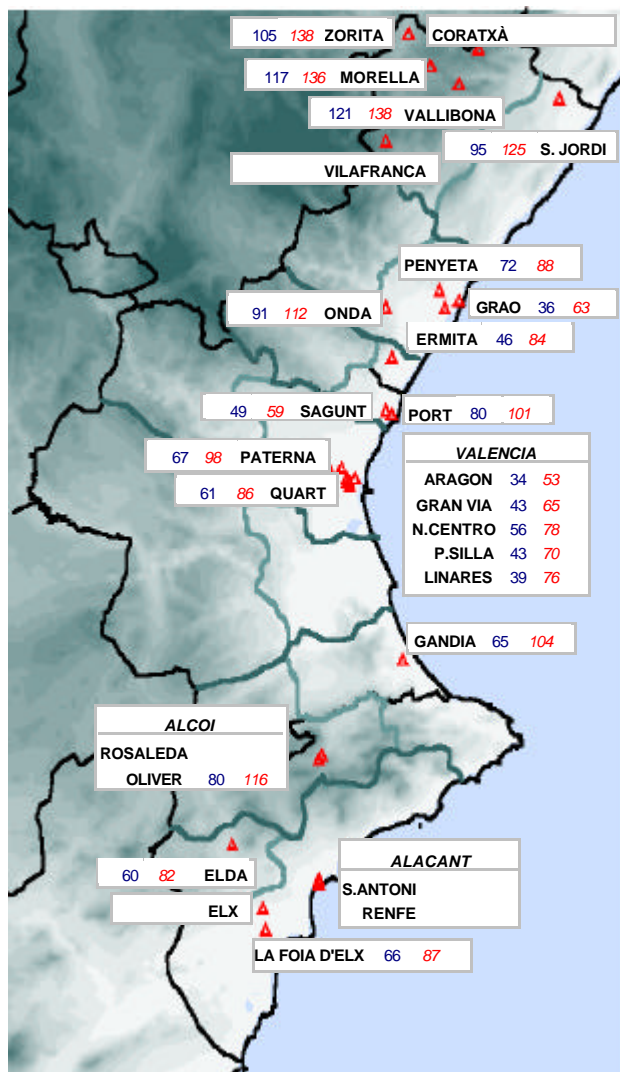 105 138 ZORITA
CORATXÀ
117 136 MORELLA
121 138 VALLIBONA
95 125 S. JORDI
VILAFRANCA
PENYETA 72 88
91 112 ONDA
GRAO 36 63
ERMITA 46 84
49 59 SAGUNT
PORT 80 101
67 98 PATERNA
61 86 QUART
VALENCIA
ARAGON 34 53
GRAN VIA 43 65
N.CENTRO 56 78
P.SILLA 43 70
LINARES 39 76
GANDIA 65 104
ALCOI
ROSALEDA
OLIVER 80 116
60 82 ELDA
ELX
ALACANT
S.ANTONI
RENFE
LA FOIA D'ELX 66 87